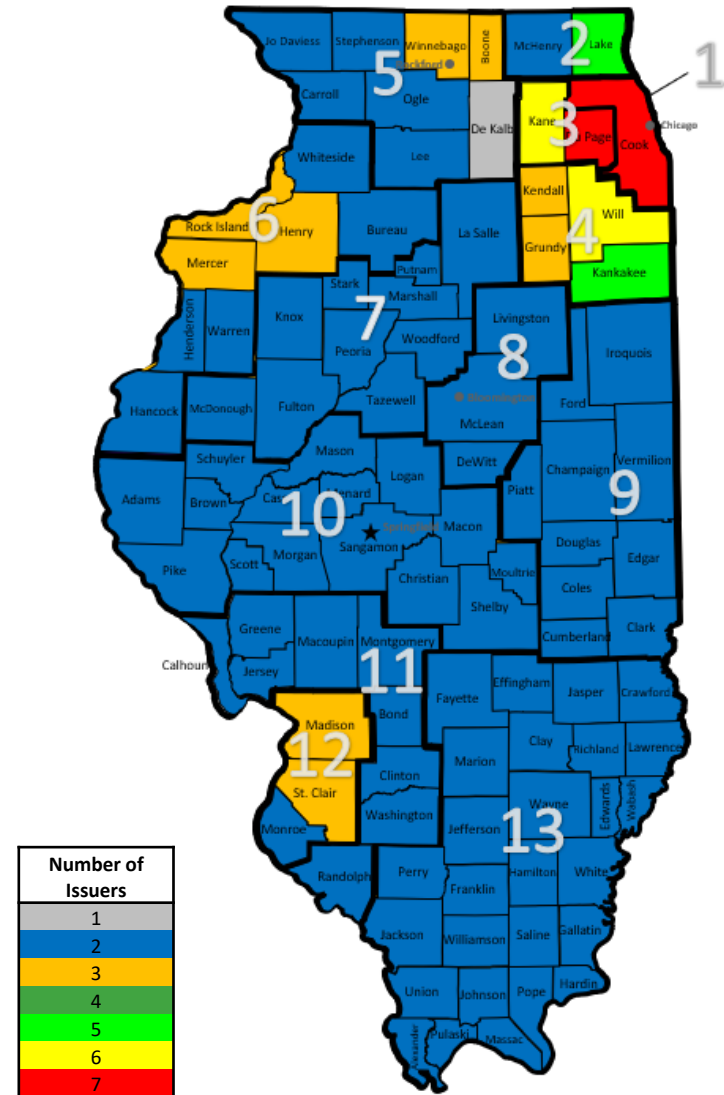 Jo Daviess
Stephenson
Winnebago
Boone
McHenry
2
Lake
1
5
Rockford
Carroll
Ogle
De Kalb
Kane
3
Cook
Chicago
Whiteside
Lee
Kendall
Will
Rock Island
6
Henry
Bureau
La Salle
4
Grundy
Mercer
Putnam
Kankakee
Stark
Marshall
Henderson
Warren
Knox
7
Livingston
Peoria
Woodford
8
Iroquois
Hancock
McDonough
Fulton
Tazewell
Bloomington
McLean
Ford
Schuyler
Mason
Logan
DeWitt
Champaign
Vermilion
Adams
Brown
Menard
10
Piatt
9
Springfield
Macon
Sangamon
Pike
Scott
Morgan
Christian
Moultrie
Douglas
Edgar
Coles
Shelby
Greene
Macoupin
Montgomery
Cumberland
Clark
Calhoun
Jersey
11
Fayette
Effingham
Jasper
Crawford
Madison
Bond
12
Clay
Richland
Lawrence
Marion
St. Clair
Clinton
Wayne
Edwards
Wabash
Monroe
Washington
Jefferson
13
Randolph
Perry
Franklin
Hamilton
White
Jackson
Williamson
Saline
Gallatin
Union
Johnson
Pope
Hardin
Alexander
Pulaski
Massac
Number of
Issuers
1
2
3
4
5
6
7